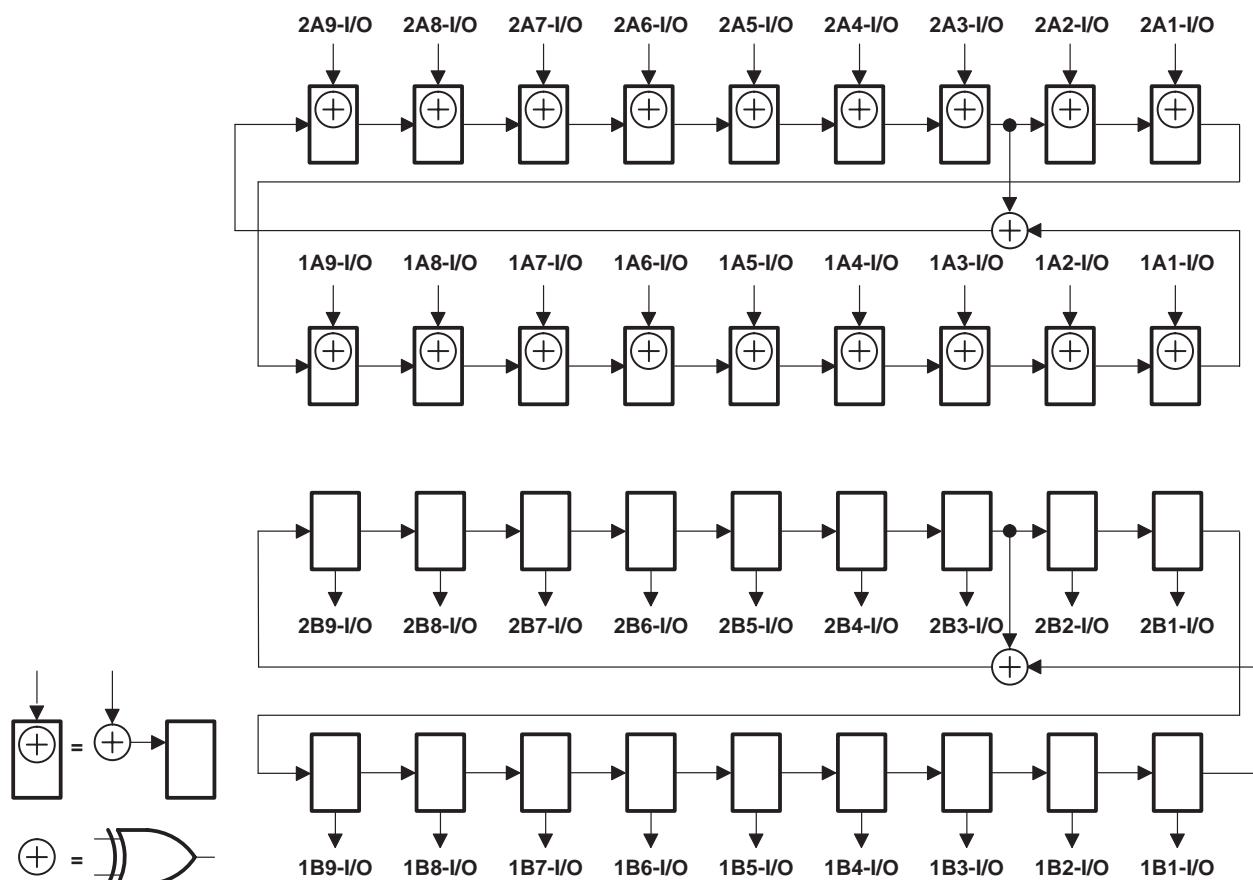 2A9-I/O 2A8-I/O 2A7-I/O 2A6-I/O 2A5-I/O 2A4-I/O 2A3-I/O 2A2-I/O 2A1-I/O
1A9-I/O 1A8-I/O 1A7-I/O 1A6-I/O 1A5-I/O 1A4-I/O 1A3-I/O 1A2-I/O 1A1-I/O
2B9-I/O 2B8-I/O 2B7-I/O 2B6-I/O 2B5-I/O 2B4-I/O 2B3-I/O 2B2-I/O 2B1-I/O
=
=
1B9-I/O 1B8-I/O 1B7-I/O 1B6-I/O 1B5-I/O 1B4-I/O 1B3-I/O 1B2-I/O 1B1-I/O